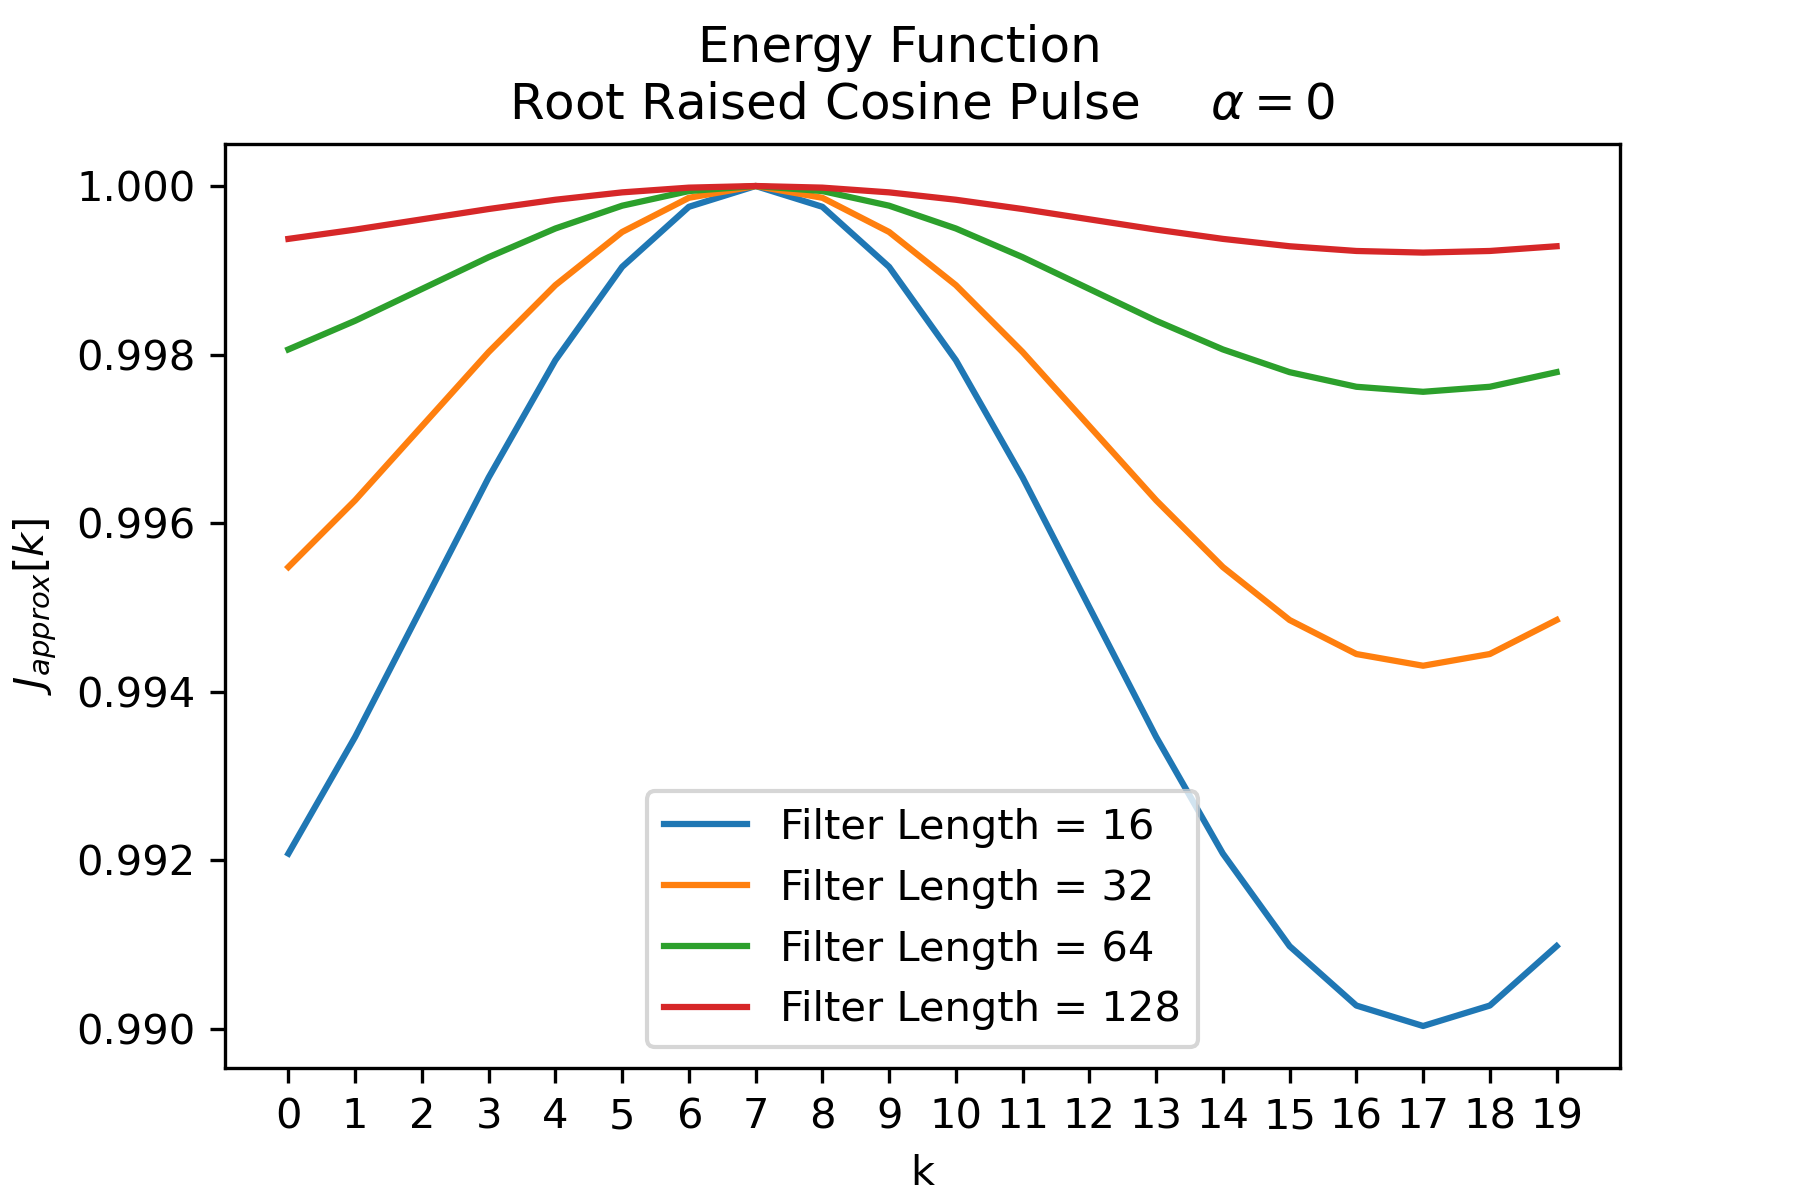 Energy Function
Root Raised Cosine Pulse α = 0
1.000
0.998
0.996
0.994
0.992
0.990
J_approx[k]
Filter Length = 16
Filter Length = 32
Filter Length = 64
Filter Length = 128
0 1 2 3 4 5 6 7 8 9 10 11 12 13 14 15 16 17 18 19
k